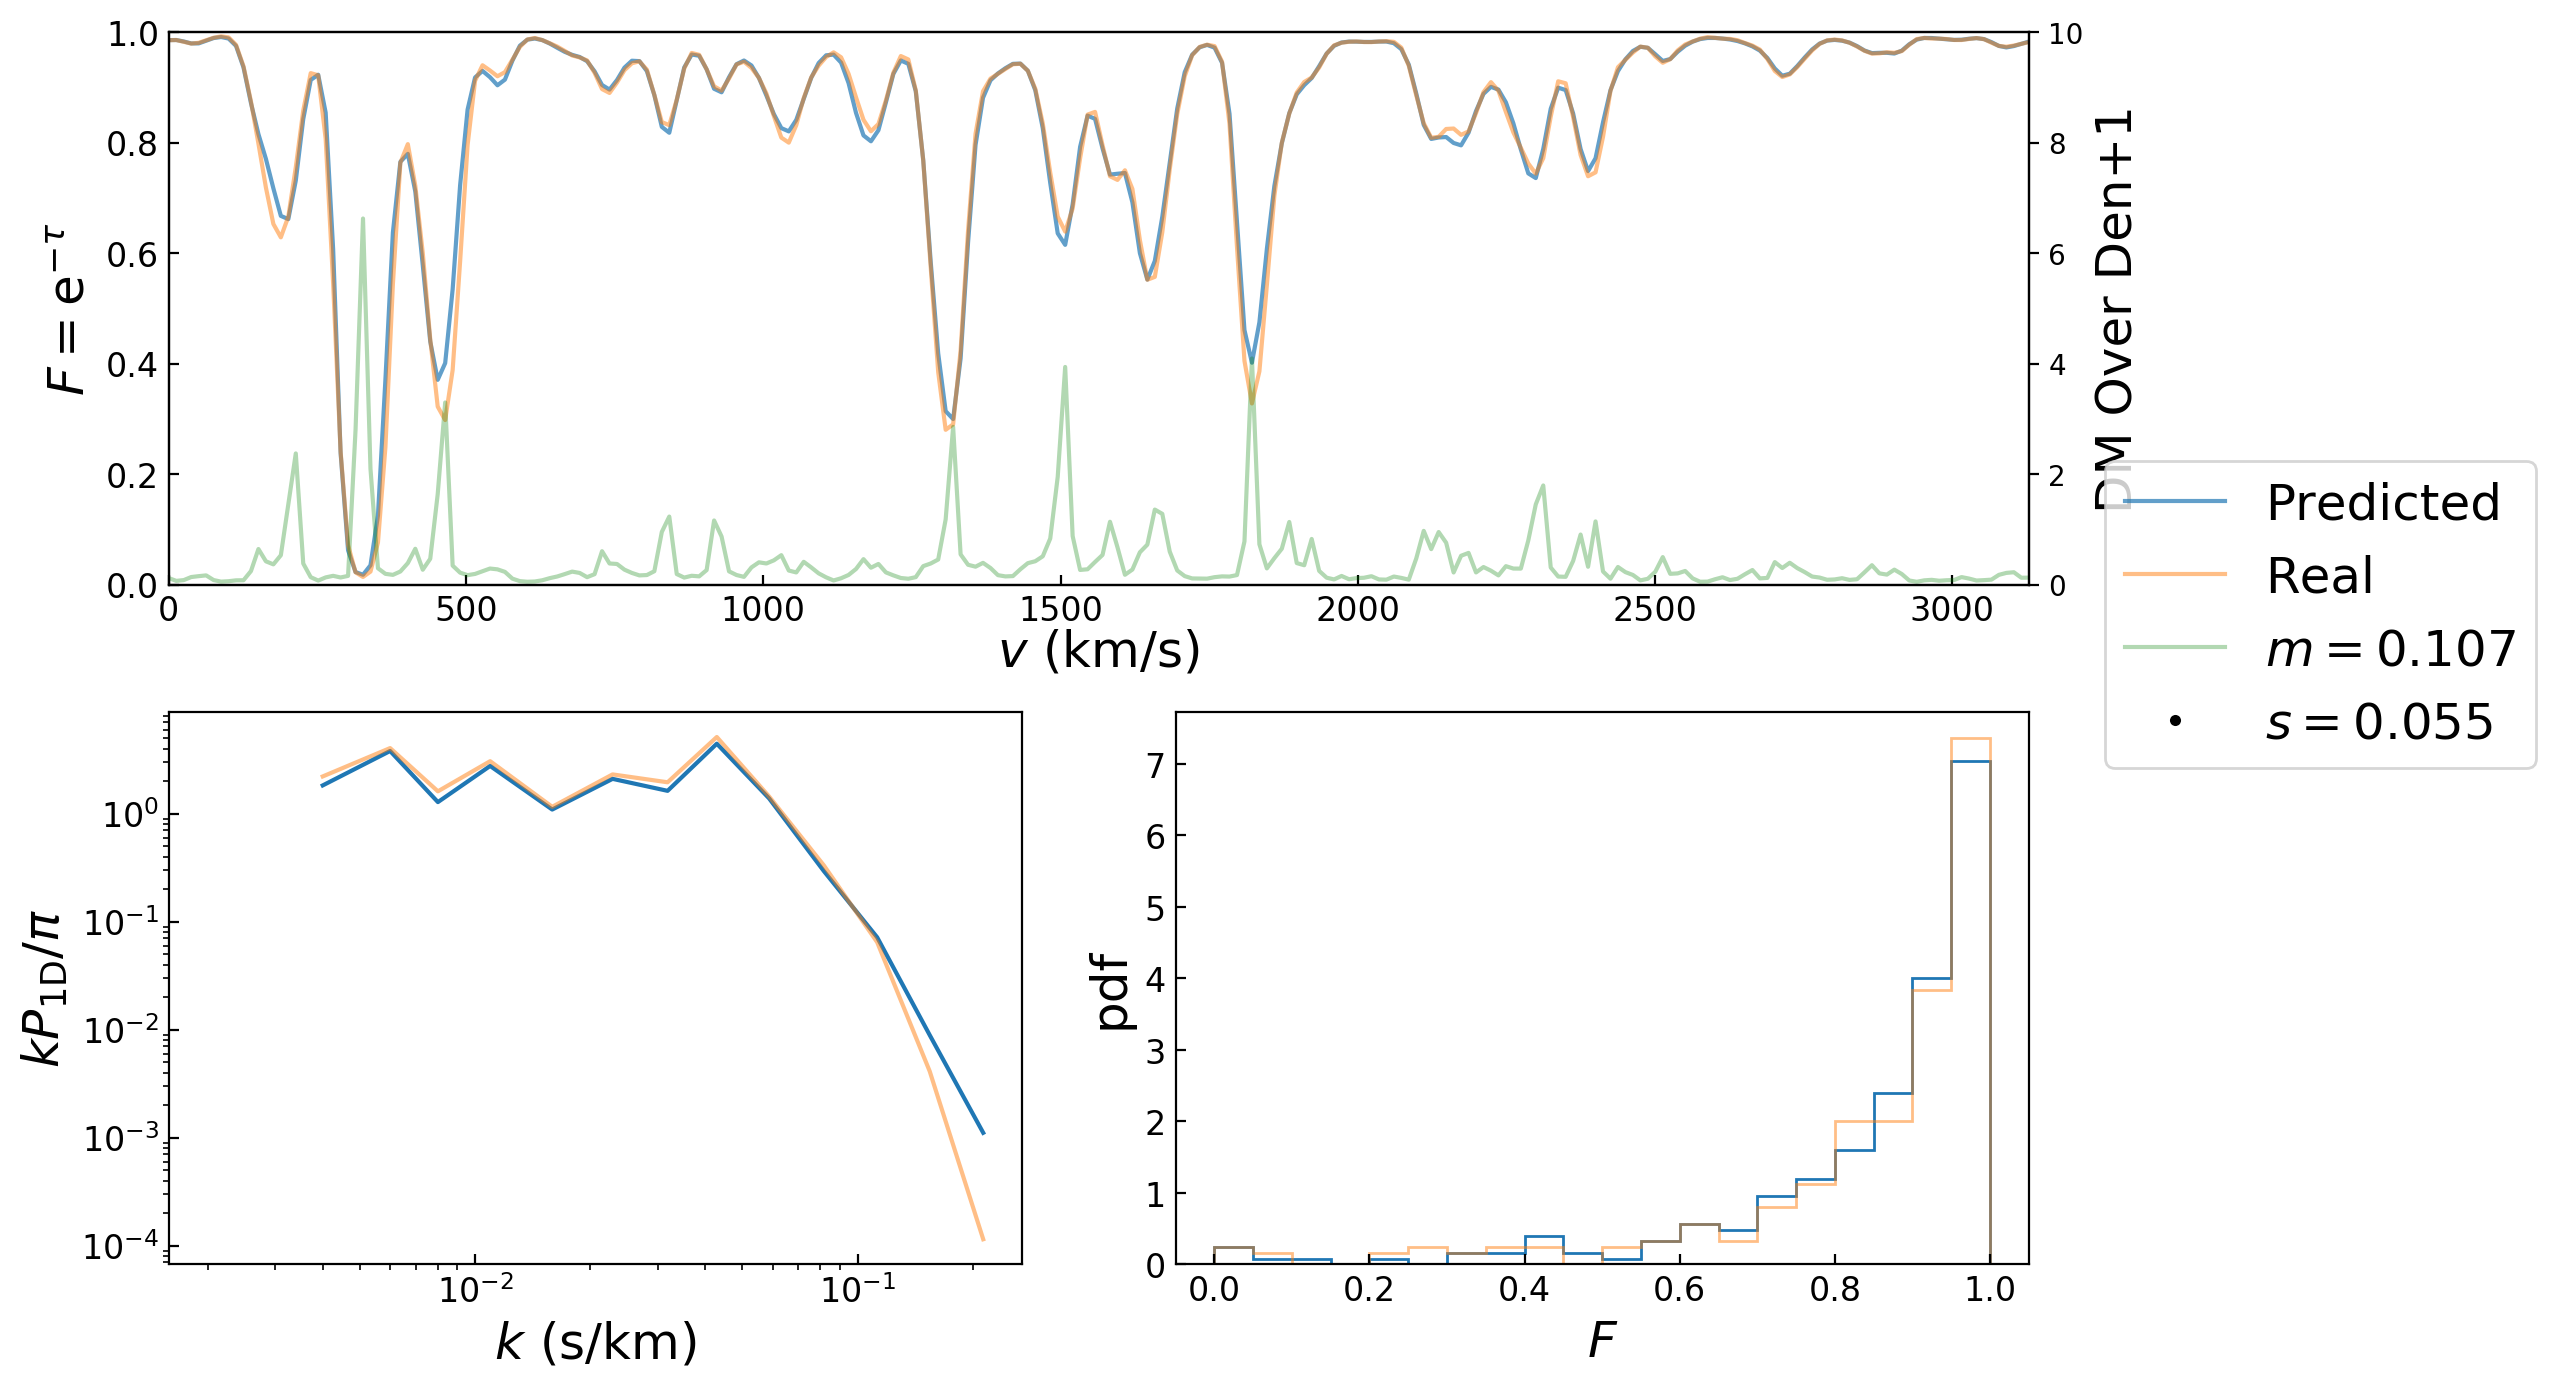 1.0
0.8
0.6
0.4
0.2
0.0
F = e^{−τ}
10
8
6
4
2
0
DM Over Den+1
0 500 1000 1500 2000 2500 3000
v (km/s)
Predicted
Real
m = 0.107
s = 0.055
10^0
10^{−1}
10^{−2}
10^{−3}
10^{−4}
kP_{1D}/π
10^{−2} 10^{−1}
k (s/km)
7
6
5
4
3
2
1
0
pdf
0.0 0.2 0.4 0.6 0.8 1.0
F